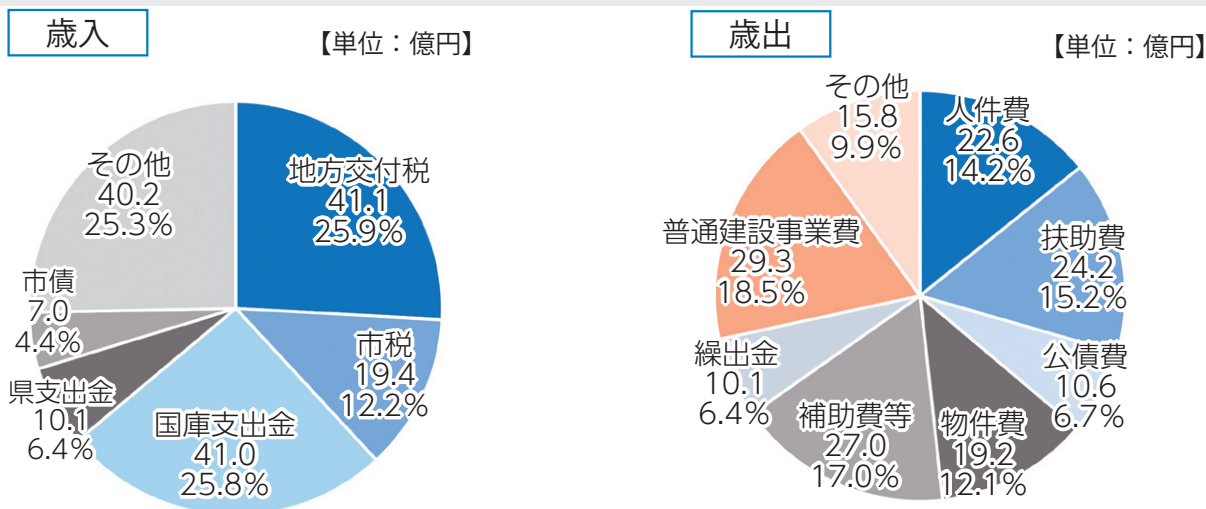 歳入
【単位：億円】
地方交付税
41.1
25.9%
市税
19.4
12.2%
国庫支出金
41.0
25.8%
県支出金
10.1
6.4%
市債
7.0
4.4%
その他
40.2
25.3%
歳出
【単位：億円】
人件費
22.6
14.2%
扶助費
24.2
15.2%
公債費
10.6
6.7%
物件費
19.2
12.1%
補助費等
27.0
17.0%
繰出金
10.1
6.4%
普通建設事業費
29.3
18.5%
その他
15.8
9.9%